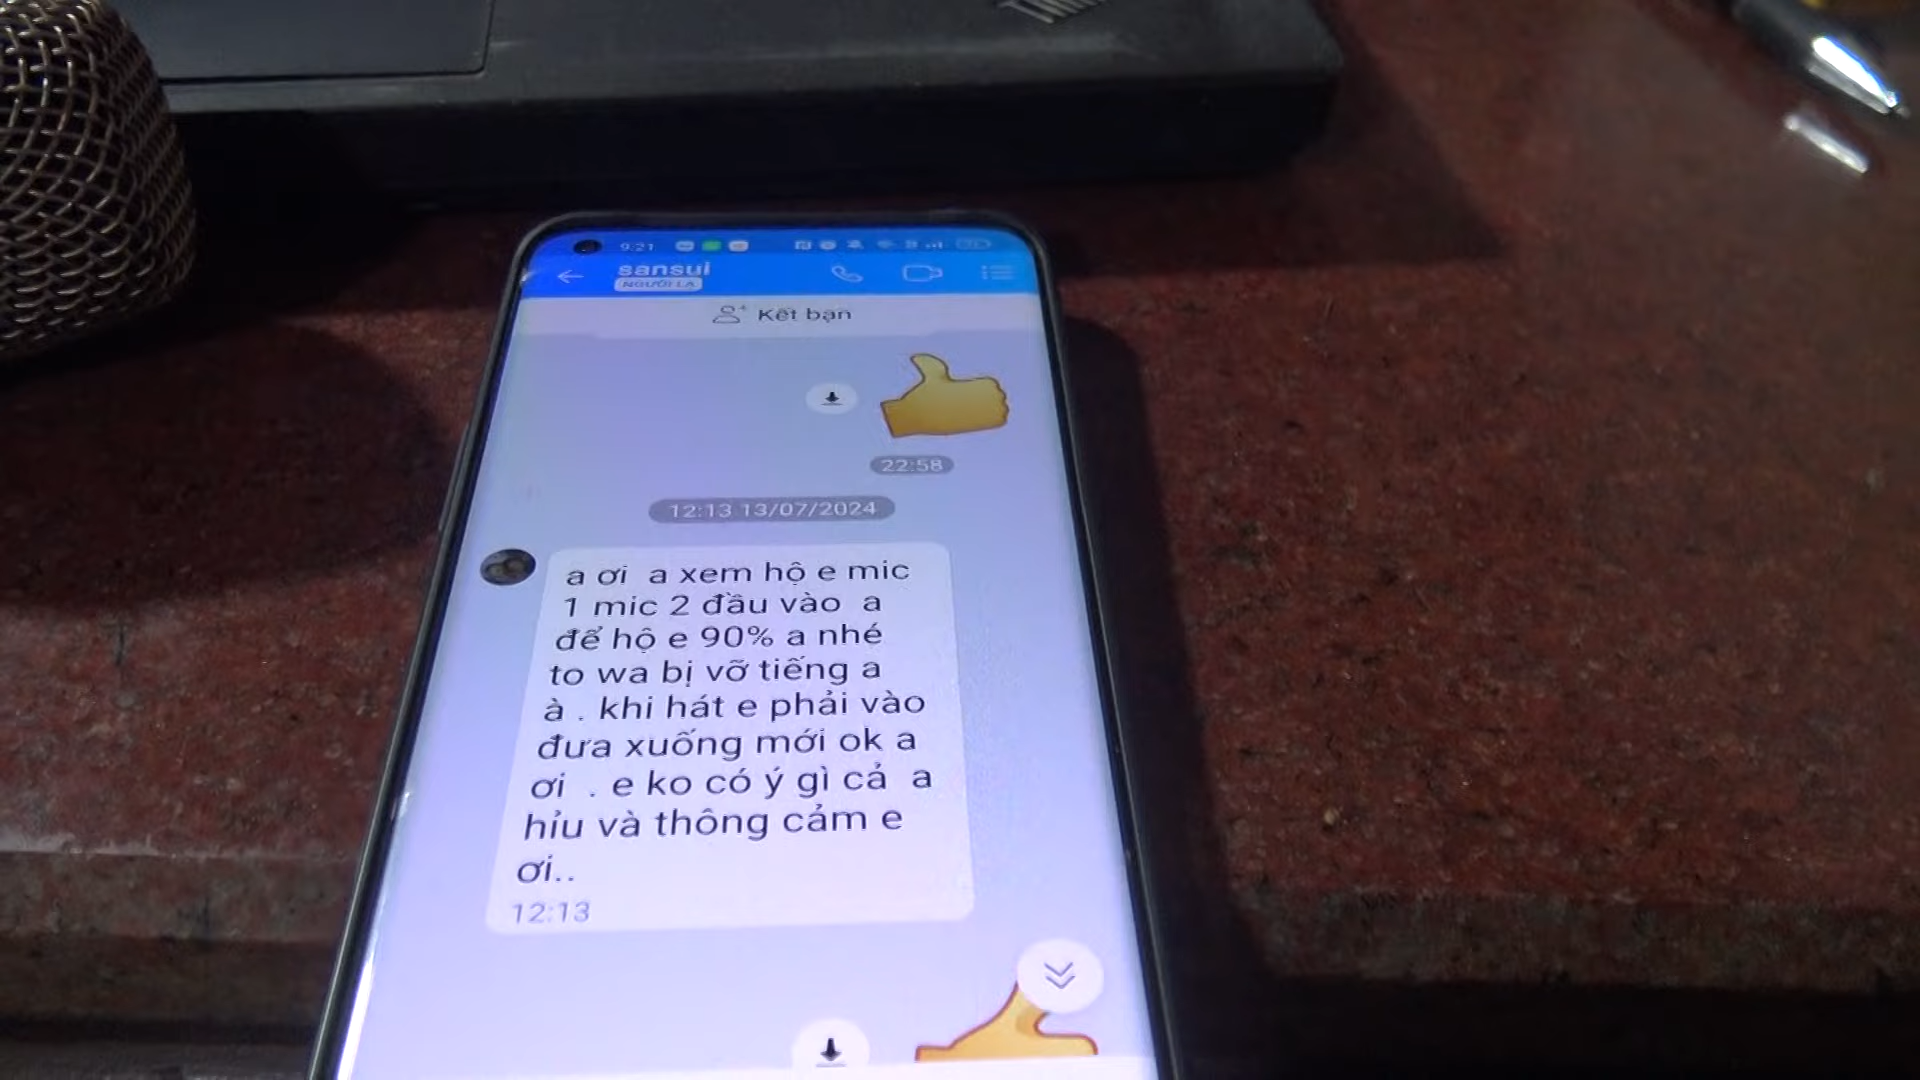 9:21
sansui
NGƯỜI LẠ
Kết bạn
22:58
12:13 13/07/2024
a ơi a xem hộ e mic
1 mic 2 đầu vào a
để hộ e 90% a nhé
to wa bị vỡ tiếng a
à . khi hát e phải vào
đưa xuống mới ok a
ơi . e ko có ý gì cả a
hỉu và thông cảm e
ơi..
12:13